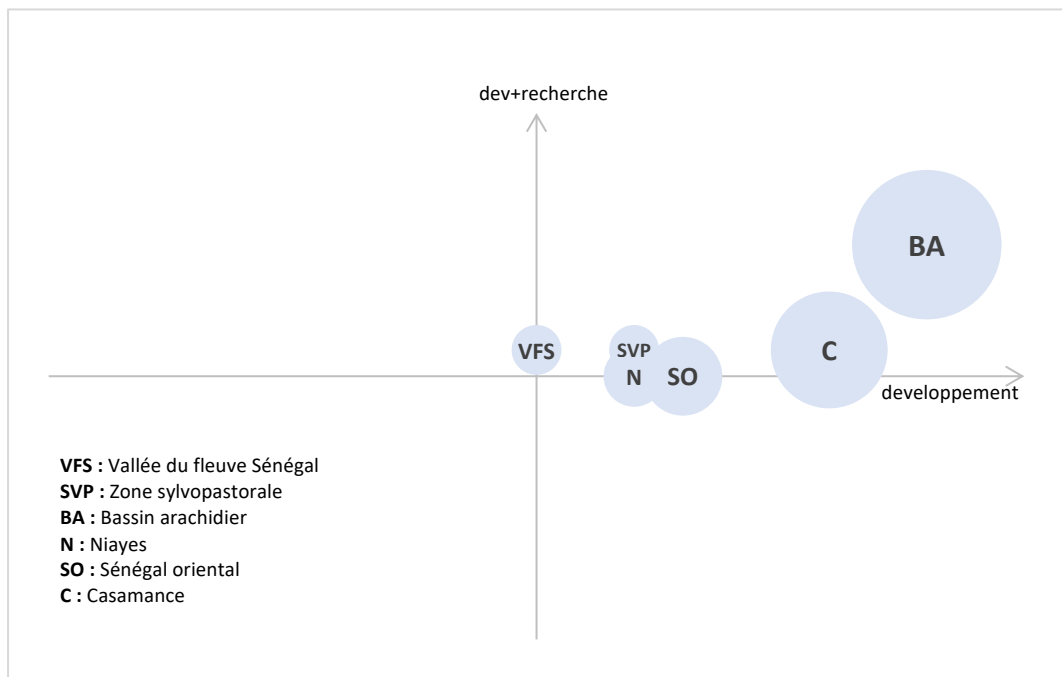 dev+recherche
BA
VFS
SVP
C
N
SO
developpement
VFS : Vallée du fleuve Sénégal
SVP : Zone sylvopastorale
BA : Bassin arachidier
N : Niayes
SO : Sénégal oriental
C : Casamance